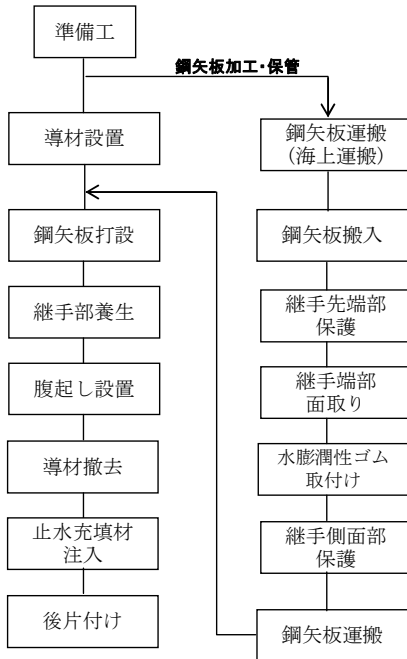 準備工
鋼矢板加工・保管
導材設置
鋼矢板打設
継手部養生
腹起し設置
導材撤去
止水充填材
注入
後片付け
鋼矢板運搬
(海上運搬)
鋼矢板搬入
継手先端部
保護
継手端部
面取り
水膨潤性ゴム
取付け
継手側面部
保護
鋼矢板運搬